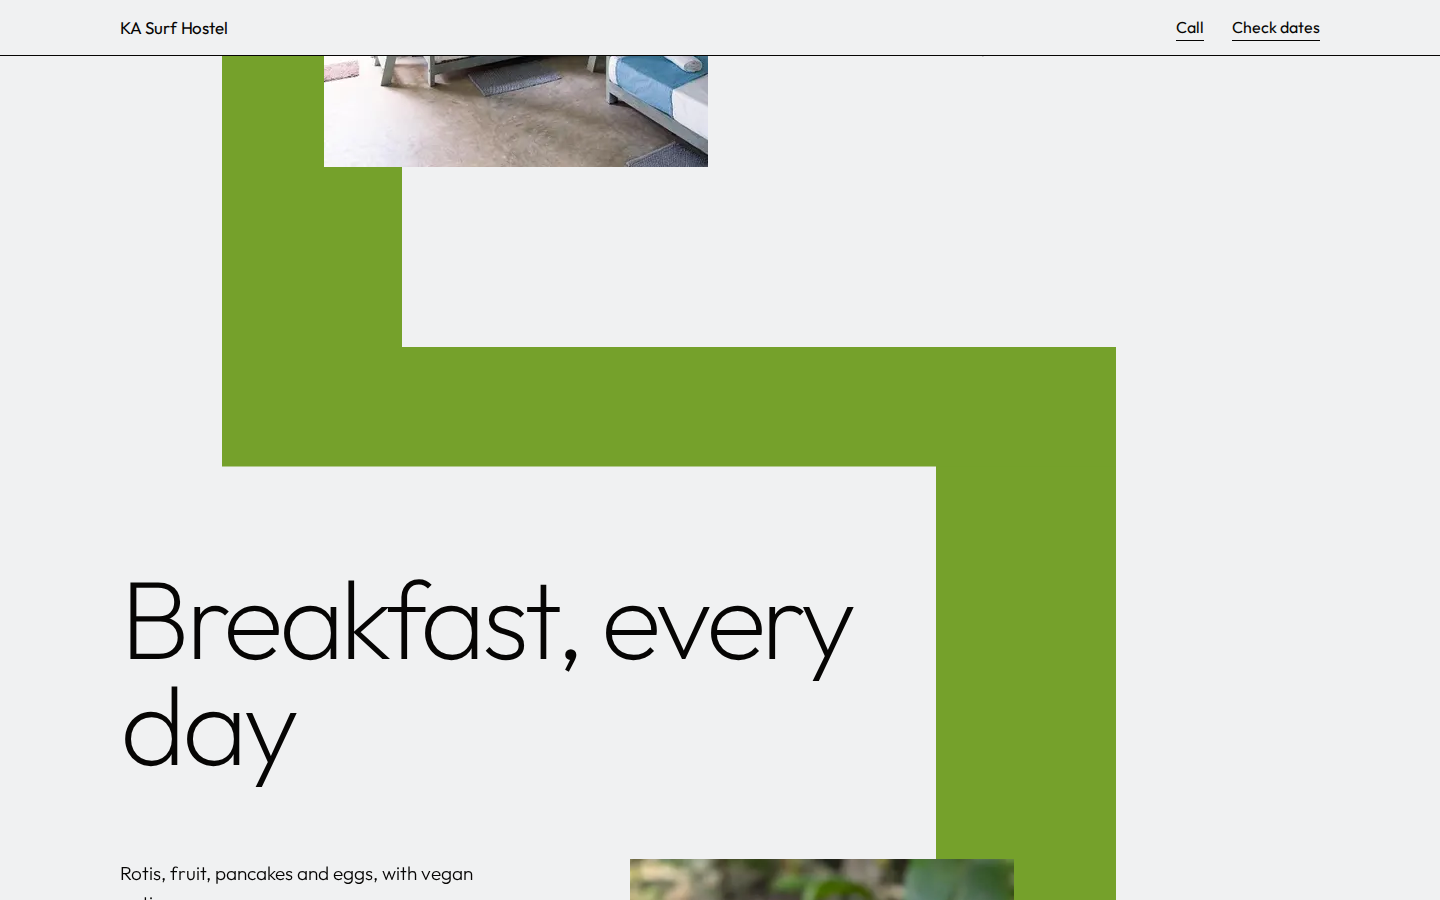 KA Surf Hostel
Call
Check dates
Breakfast, every
day
Rotis, fruit, pancakes and eggs, with vegan